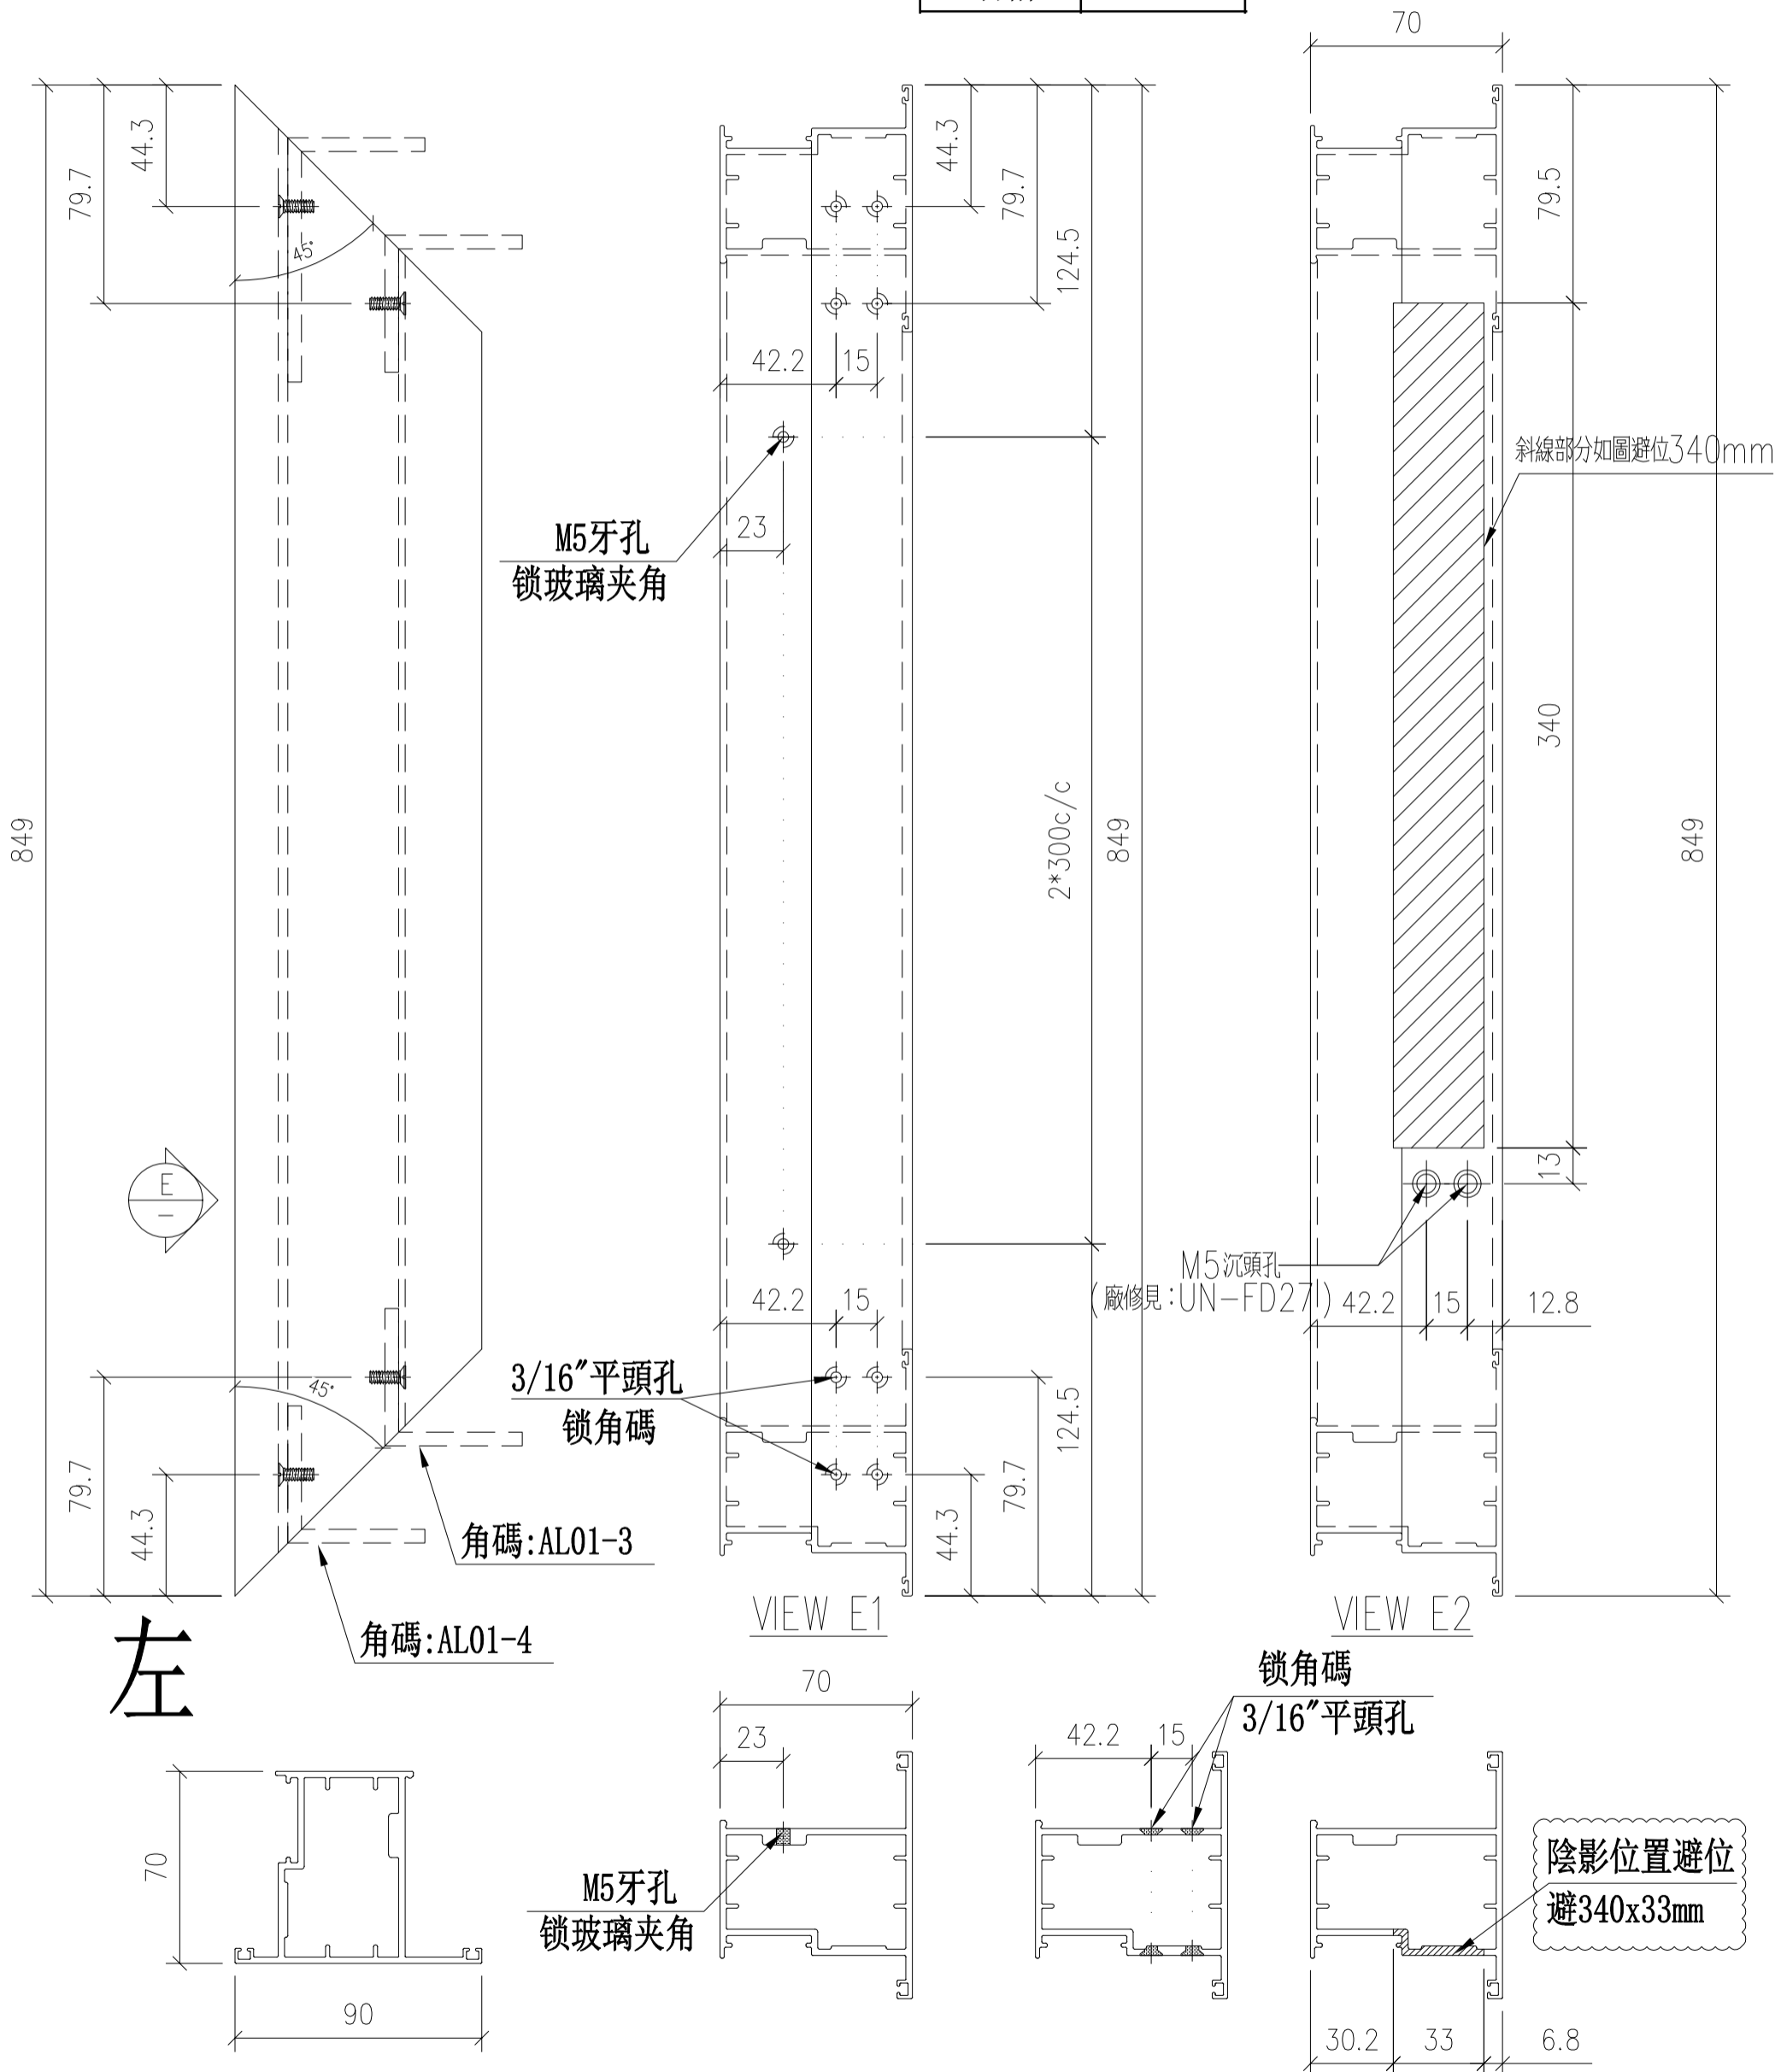 70
849
79.7
44.3
45°
44.3
79.7
124.5
79.5
42.2
15
M5牙孔
锁玻璃夹角
23
斜線部分如圖避位340mm
340
2*300c/c
849
849
E
-
13
M5沉頭孔
(廠修見:UN-FD271)
42.2
15
12.8
42.2
15
3/16"平頭孔
锁角碼
45°
79.7
44.3
44.3
79.7
124.5
角碼:AL01-3
角碼:AL01-4
左
VIEW E1
VIEW E2
70
23
M5牙孔
锁玻璃夹角
锁角碼
3/16"平頭孔
42.2
15
陰影位置避位
避340x33mm
70
90
30.2
33
6.8